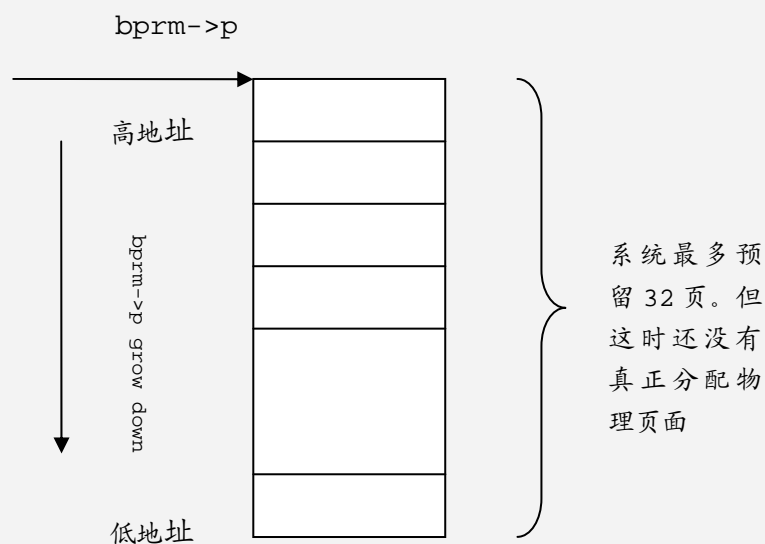 bprm->p
高地址
bprm->p grow down
系统最多预
留 32 页。但
这时还没有
真正分配物
理页面
低地址